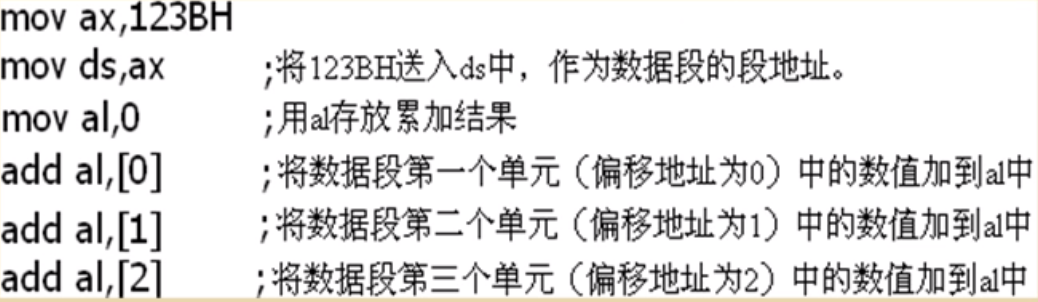 mov ax,123BH
mov ds,ax ;将123BH送入ds中，作为数据段的段地址。
mov al,0 ;用al存放累加结果
add al,[0] ;将数据段第一个单元（偏移地址为0）中的数值加到al中
add al,[1] ;将数据段第二个单元（偏移地址为1）中的数值加到al中
add al,[2] ;将数据段第三个单元（偏移地址为2）中的数值加到al中